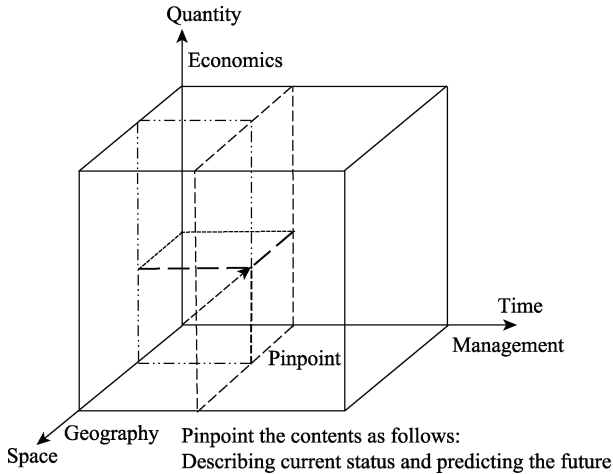 Quantity
Economics
Time
Management
Pinpoint
Geography
Space
Pinpoint the contents as follows:
Describing current status and predicting the future